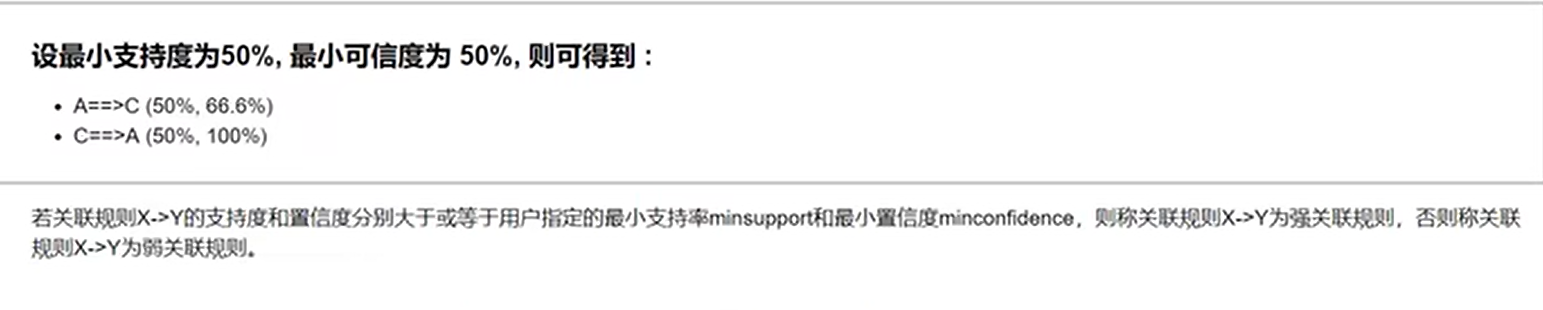 设最小支持度为50%, 最小可信度为 50%, 则可得到：
• A==>C (50%, 66.6%)
• C==>A (50%, 100%)
若关联规则X->Y的支持度和置信度分别大于或等于用户指定的最小支持率minsupport和最小置信度minconfidence，则称关联规则X->Y为强关联规则，否则称关联
规则X->Y为弱关联规则。